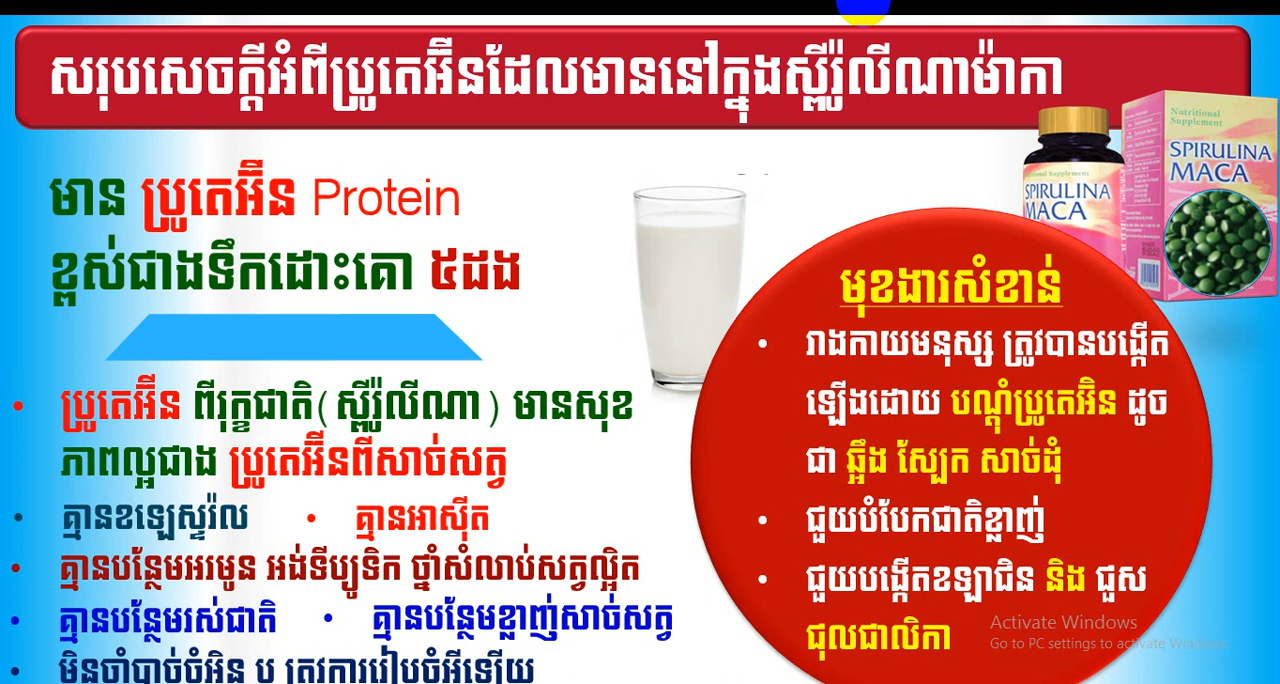 សរុបសេចក្ដីអំពីប្រូតេអ៊ីនដែលមាននៅក្នុងស្ពីរ៉ូលីណាម៉ាកា
Nutritional
Supplement
SPIRULINA
MACA
Nutritional Supplement
SPIRULINA
MACA
មាន ប្រូតេអ៊ីន Protein
ខ្ពស់ជាងទឹកដោះគោ ៥ដង
• ប្រូតេអ៊ីន ពីរុក្ខជាតិ( ស្ពីរ៉ូលីណា ) មានសុខ
ភាពល្អជាង ប្រូតេអ៊ីនពីសាច់សត្វ
• គ្មានខឡេស្ទរ៉ល • គ្មានអាស៊ីត
• គ្មានបន្ថែមអរមូន អង់ទីប្យូទិក ថ្នាំសំលាប់សត្វល្អិត
• គ្មានបន្ថែមរស់ជាតិ • គ្មានបន្ថែមខ្លាញ់សាច់សត្វ
• មិនចាំបាច់ចំអិន ឬ ត្រូវការរៀបចំអីឡើយ
មុខងារសំខាន់
• រាងកាយមនុស្ស ត្រូវបានបង្កើត
ឡើងដោយ បណ្តុំប្រូតេអ៊ិន ដូច
ជា ឆ្អឹង ស្បែក សាច់ដុំ
• ជួយបំបែកជាតិខ្លាញ់
• ជួយបង្កើតខឡាជិន និង ជួស
ជុលជាលិកា
Activate Windows
Go to PC settings to activate Windows.